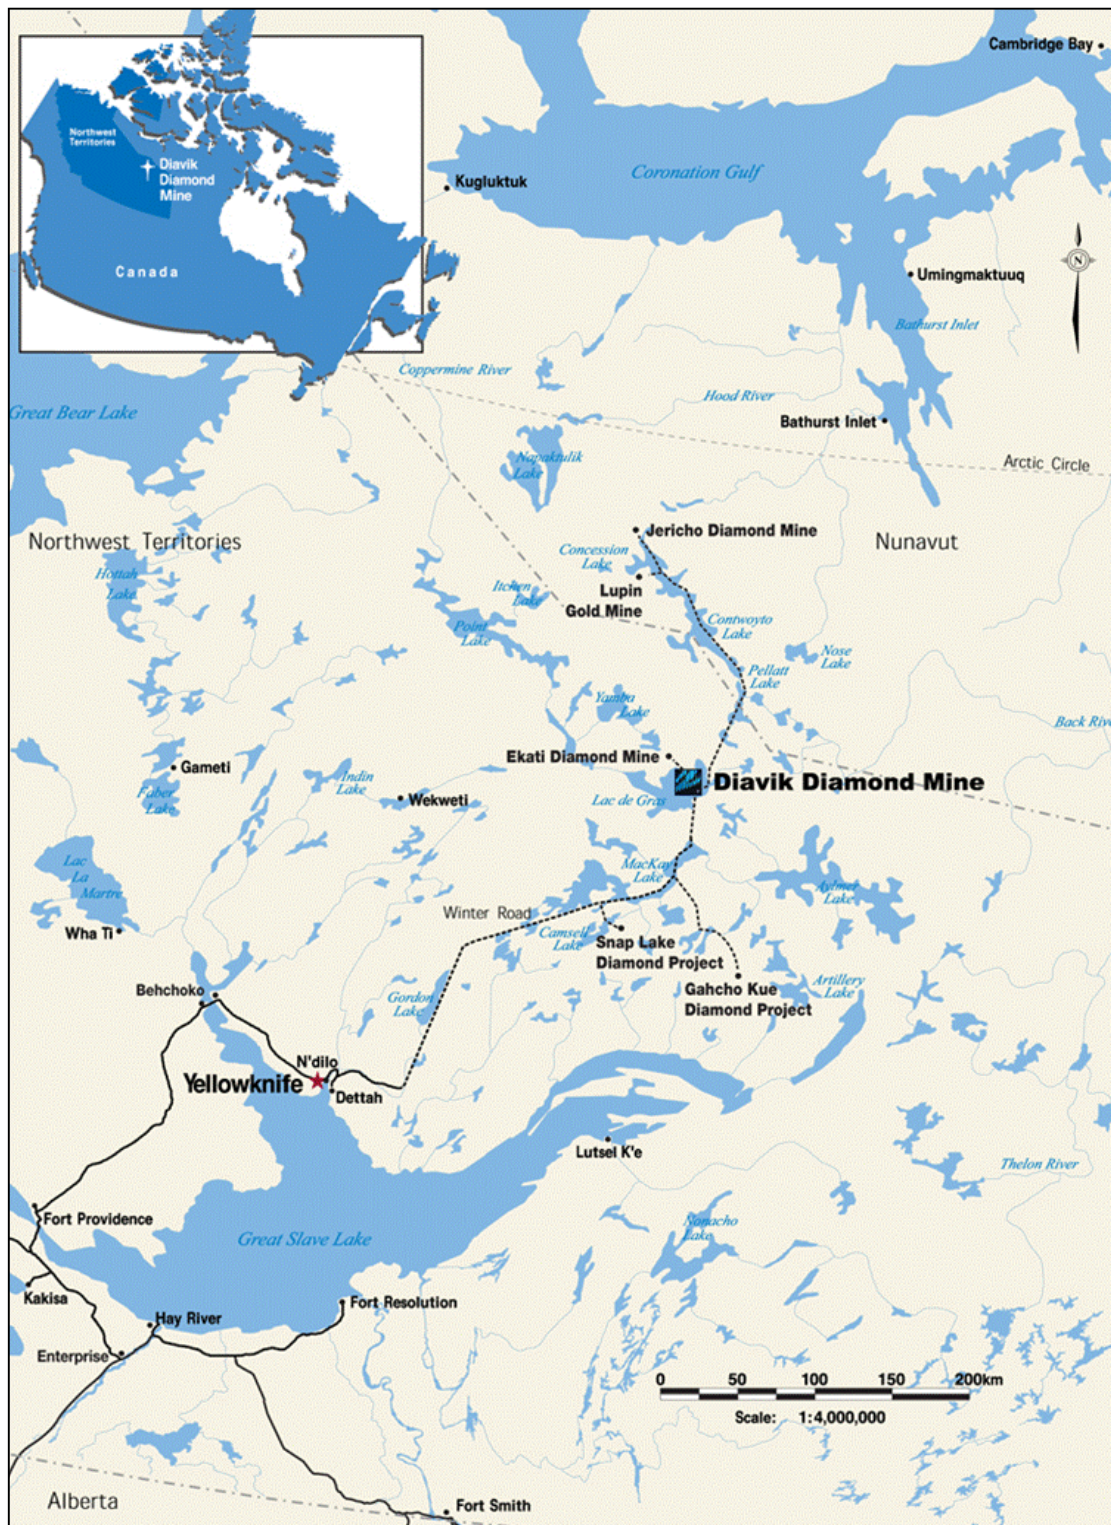 Cambridge Bay
Northwest
Territories
Diavik
Diamond
Mine
Canada
Kugluktuk
Coronation Gulf
N
Umingmaktuuq
Bathurst Inlet
Coppermine River
Great Bear Lake
Hood River
Bathurst Inlet
Arctic Circle
Napaktulik
Lake
Northwest Territories
Jericho Diamond Mine
Nunavut
Concession
Lake
Hottah
Lake
Itchen
Lake
Lupin
Gold Mine
Contwoyto
Lake
Point
Lake
Nose
Lake
Pellatt
Lake
Yamba
Lake
Back River
Ekati Diamond Mine
Gameti
Diavik Diamond Mine
Indin
Lake
Faber
Lake
Wekweti
Lac de Gras
Lac
La
Martre
MacKay
Lake
Aylmer
Lake
Winter Road
Wha Ti
Camsell
Lake
Snap Lake
Diamond Project
Behchoko
Gordon
Lake
Gahcho Kue
Diamond Project
Artillery
Lake
N'dilo
Yellowknife
Dettah
Lutsel K'e
Thelon River
Fort Providence
Great Slave Lake
Nonacho
Lake
Kakisa
Hay River
Fort Resolution
Enterprise
0 50 100 150 200km
Scale: 1:4,000,000
Alberta
Fort Smith